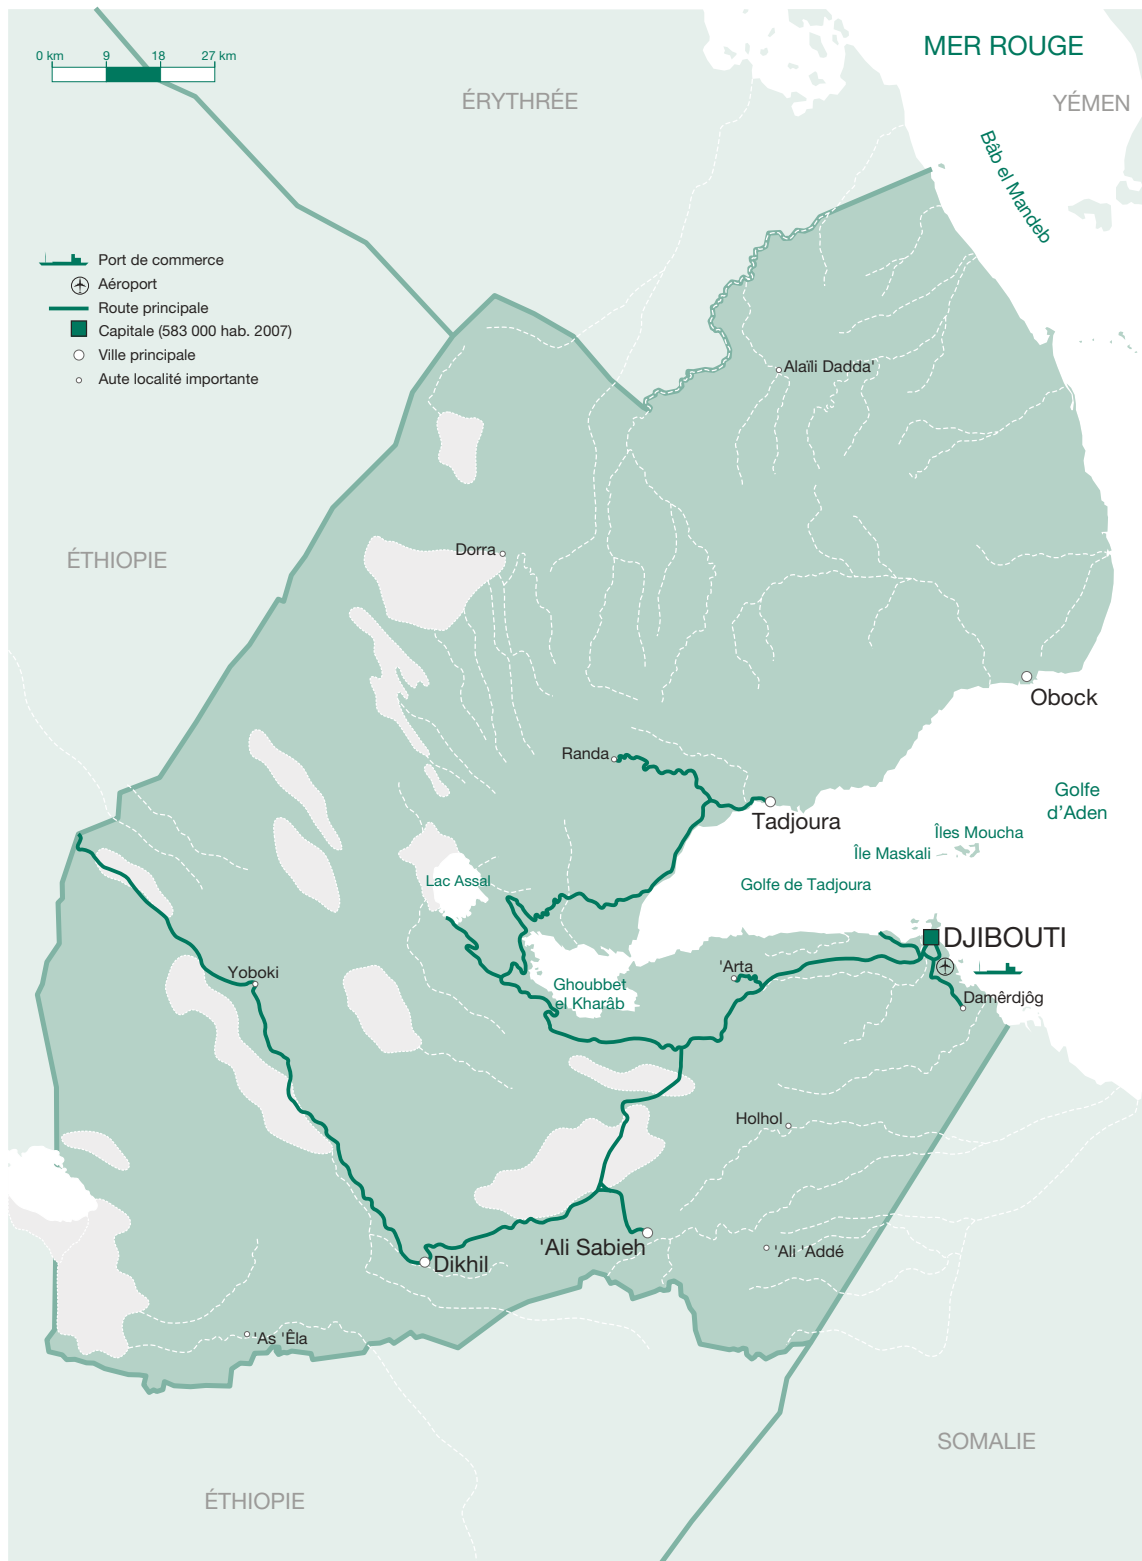 0 km
9
18
27 km
MER ROUGE
ÉRYTHRÉE
YÉMEN
Bâb el Mandeb
Port de commerce
Aéroport
Route principale
Capitale (583 000 hab. 2007)
Ville principale
Aute localité importante
Alaïli Dadda'
ÉTHIOPIE
Dorra
Obock
Randa
Golfe
d'Aden
Tadjoura
Îles Moucha
Île Maskali
Lac Assal
Golfe de Tadjoura
DJIBOUTI
'Arta
Yoboki
Ghoubbet
el Kharâb
Damêrdjôg
Holhol
'Ali Sabieh
'Ali 'Addé
Dikhil
'As 'Êla
SOMALIE
ÉTHIOPIE